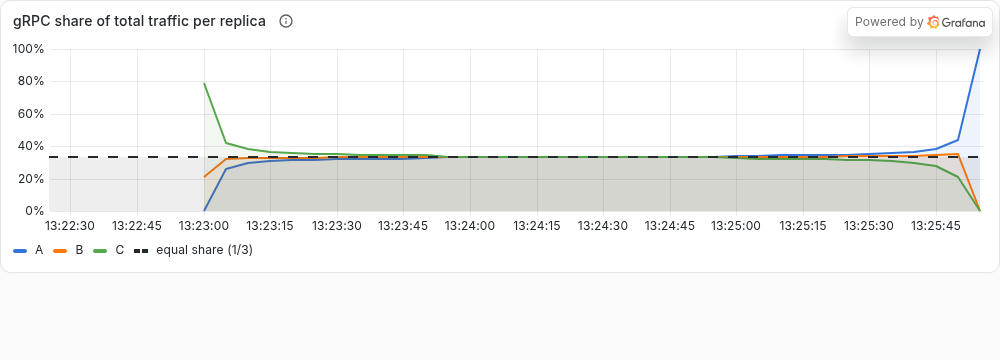 gRPC share of total traffic per replica
Powered by Grafana
100%
80%
60%
40%
20%
0%
13:22:30 13:22:45 13:23:00 13:23:15 13:23:30 13:23:45 13:24:00 13:24:15 13:24:30 13:24:45 13:25:00 13:25:15 13:25:30 13:25:45
A B C equal share (1/3)